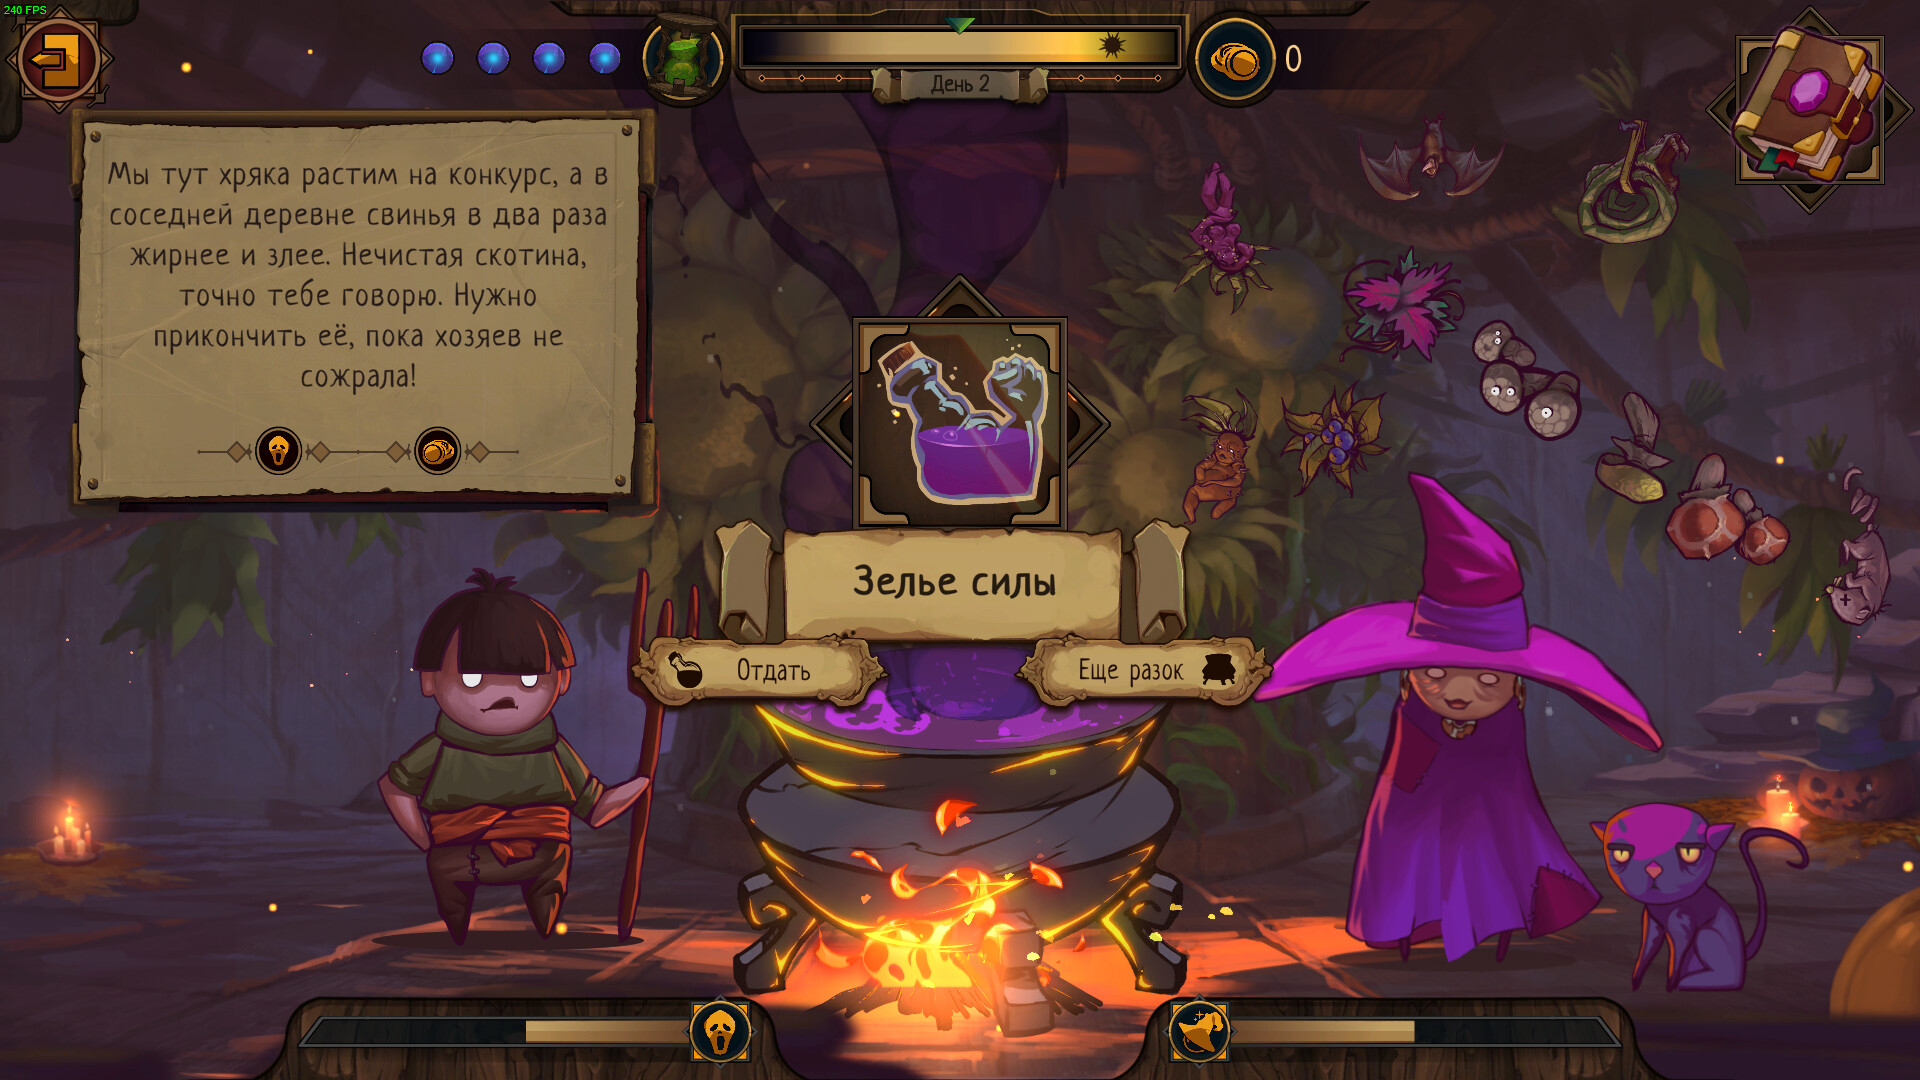 240 FPS
0
День 2
Мы тут хряка растим на конкурс, а в
соседней деревне свинья в два раза
жирнее и злее. Нечистая скотина,
точно тебе говорю. Нужно
прикончить её, пока хозяев не
сожрала!
Зелье силы
Отдать
Еще разок